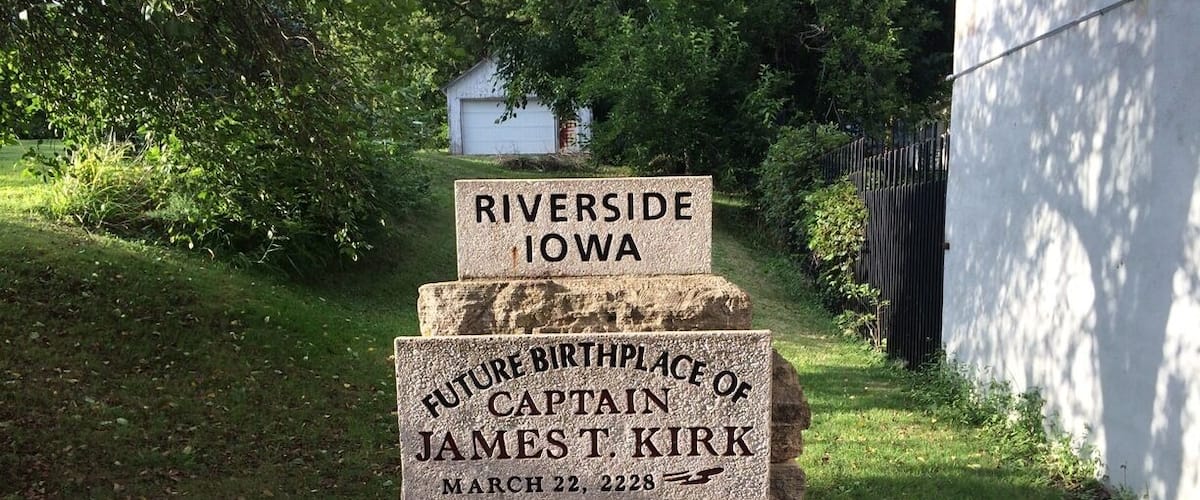 RIVERSIDE
IOWA
FUTURE BIRTHPLACE OF
CAPTAIN
JAMES T. KIRK
MARCH 22, 2228